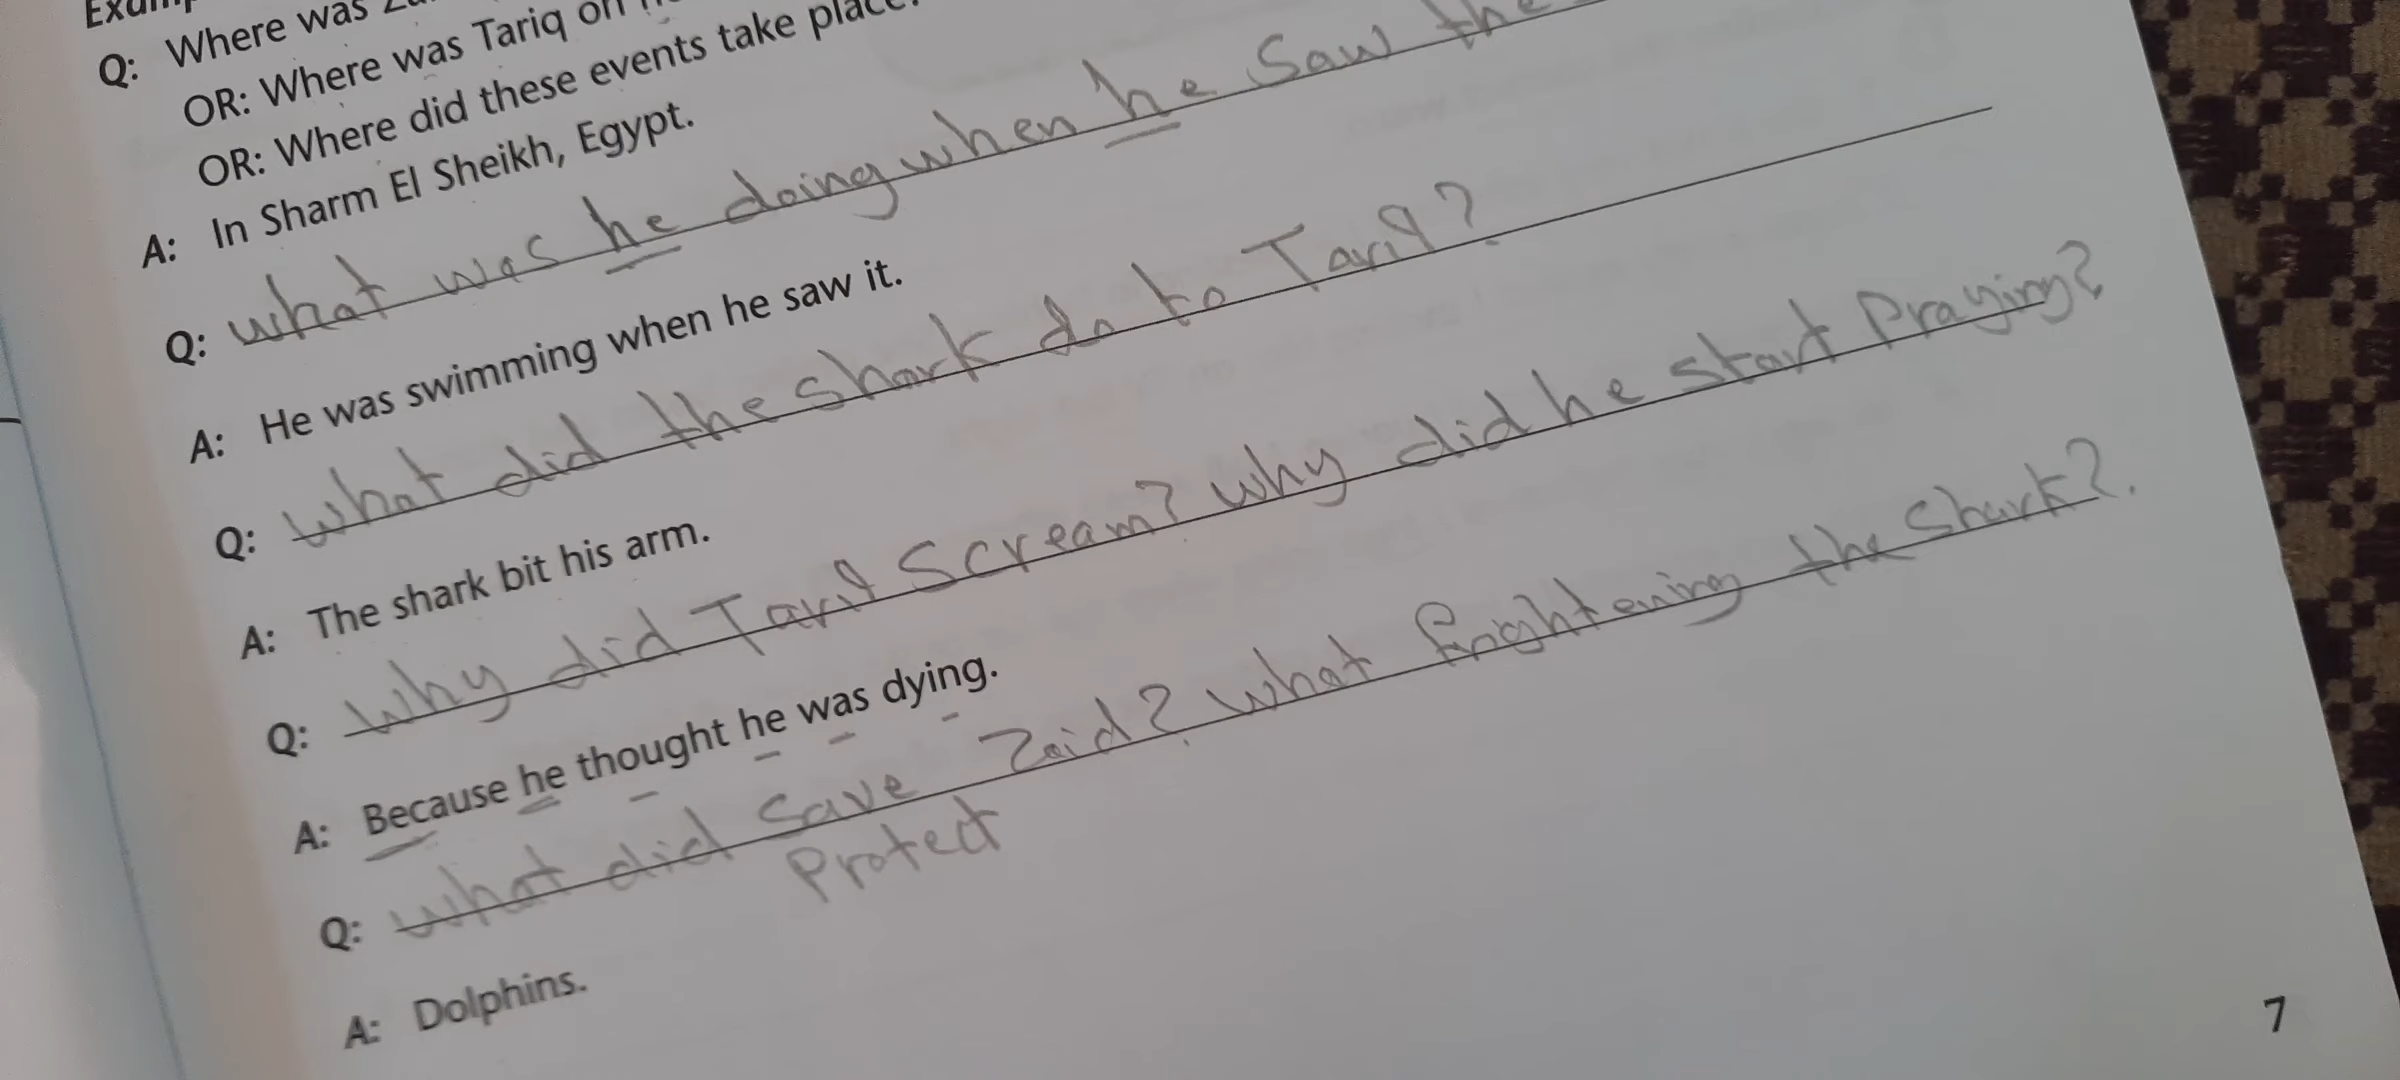 Q: Where was
OR: Where was Tariq on
OR: Where did these events take place?
A: In Sharm El Sheikh, Egypt.
Q: what was he doing when he saw the
A: He was swimming when he saw it.
Q: what did the shark do to Tariq?
A: The shark bit his arm.
Q: Why did Tariq Scream? why did he start Praying?
A: Because he thought he was dying.
Q: what did save Zaid? what frightening the Shark?.
Protect
A: Dolphins.
7